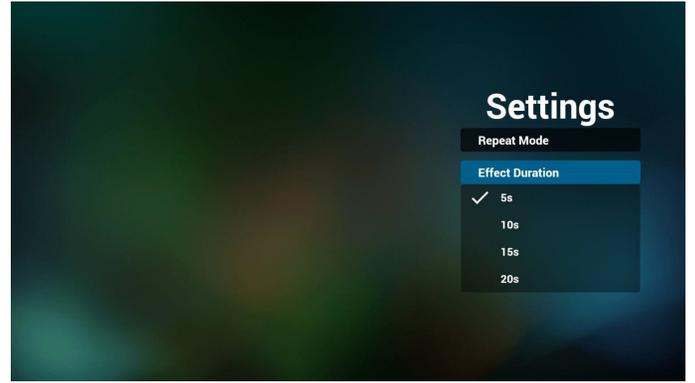 Settings
Repeat Mode
Effect Duration
5s
10s
15s
20s